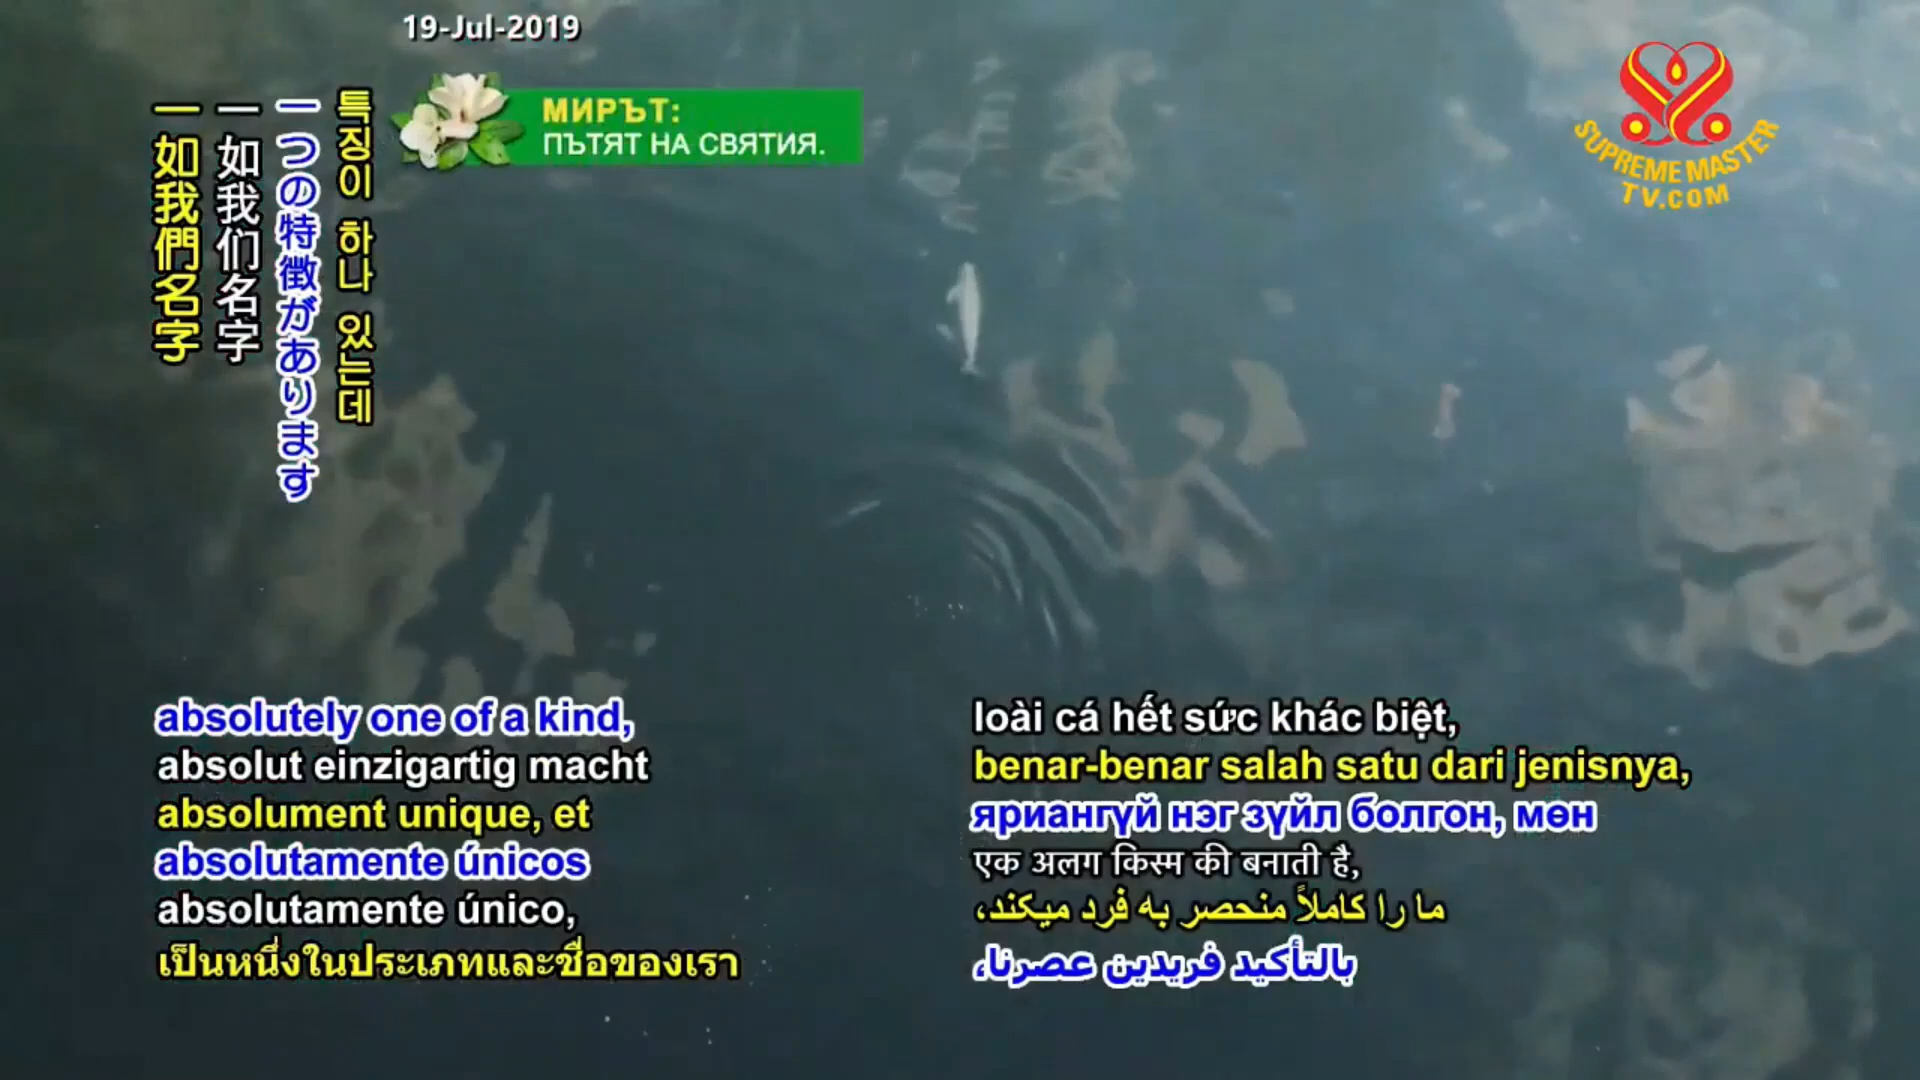 19-Jul-2019
МИРЪТ:
ПЪТЯТ НА СВЯТИЯ.
SUPREME MASTER
TV.COM
특징이 하나 있는데
一つの特徴があります
一如我们名字
一如我們名字
absolutely one of a kind,
absolut einzigartig macht
absolument unique, et
absolutamente únicos
absolutamente único,
เป็นหนึ่งในประเภทและชื่อของเรา
loài cá hết sức khác biệt,
benar-benar salah satu dari jenisnya,
яриангүй нэг зүйл болгон, мөн
एक अलग किस्म की बनाती है,
ما را کاملاً منحصر به فرد میکند،
بالتأكيد فريدين عصرنا،